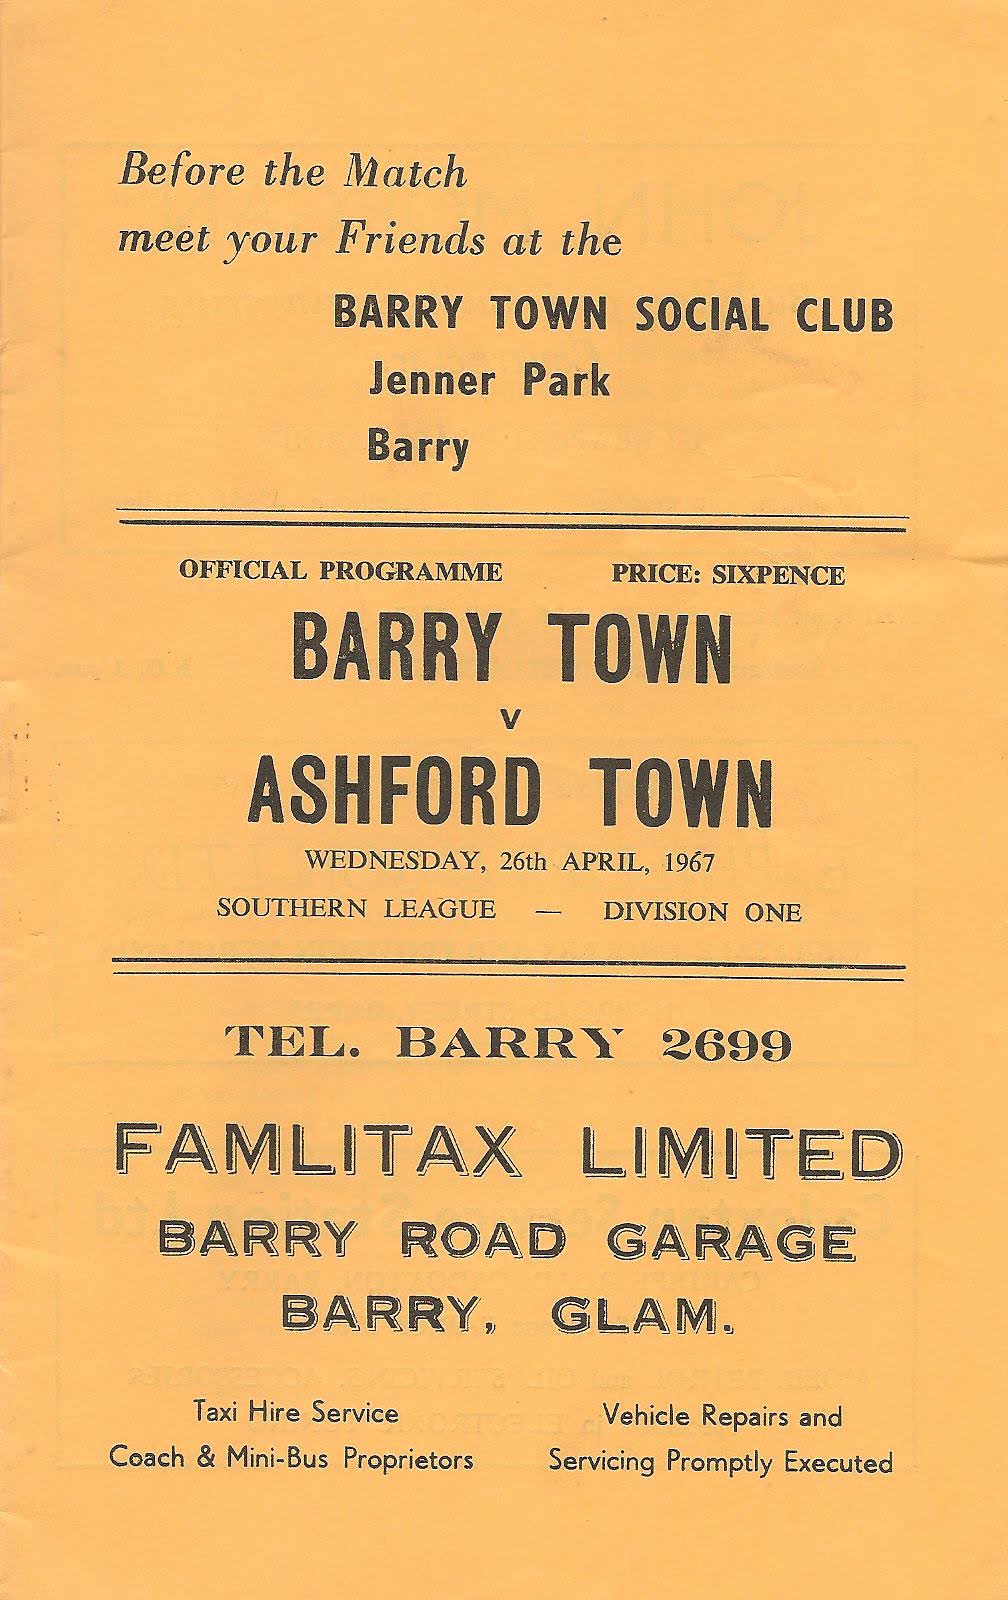 Before the Match
meet your Friends at the
BARRY TOWN SOCIAL CLUB
Jenner Park
Barry
OFFICIAL PROGRAMME PRICE: SIXPENCE
BARRY TOWN
v
ASHFORD TOWN
WEDNESDAY, 26th APRIL, 1967
SOUTHERN LEAGUE — DIVISION ONE
TEL. BARRY 2699
FAMLITAX LIMITED
BARRY ROAD GARAGE
BARRY, GLAM.
Taxi Hire Service Vehicle Repairs and
Coach & Mini-Bus Proprietors Servicing Promptly Executed